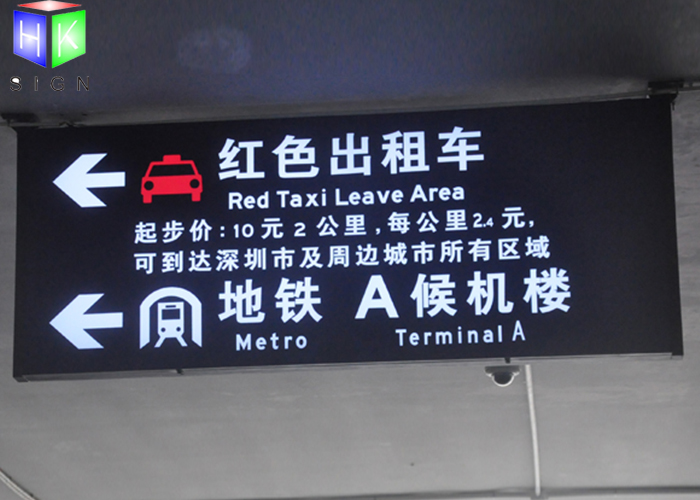 HK
SIGN
红色出租车
Red Taxi Leave Area
起步价:10元 2 公里,每公里2.4 元,
可到达深圳市及周边城市所有区域
地铁 A候机楼
Metro Terminal A